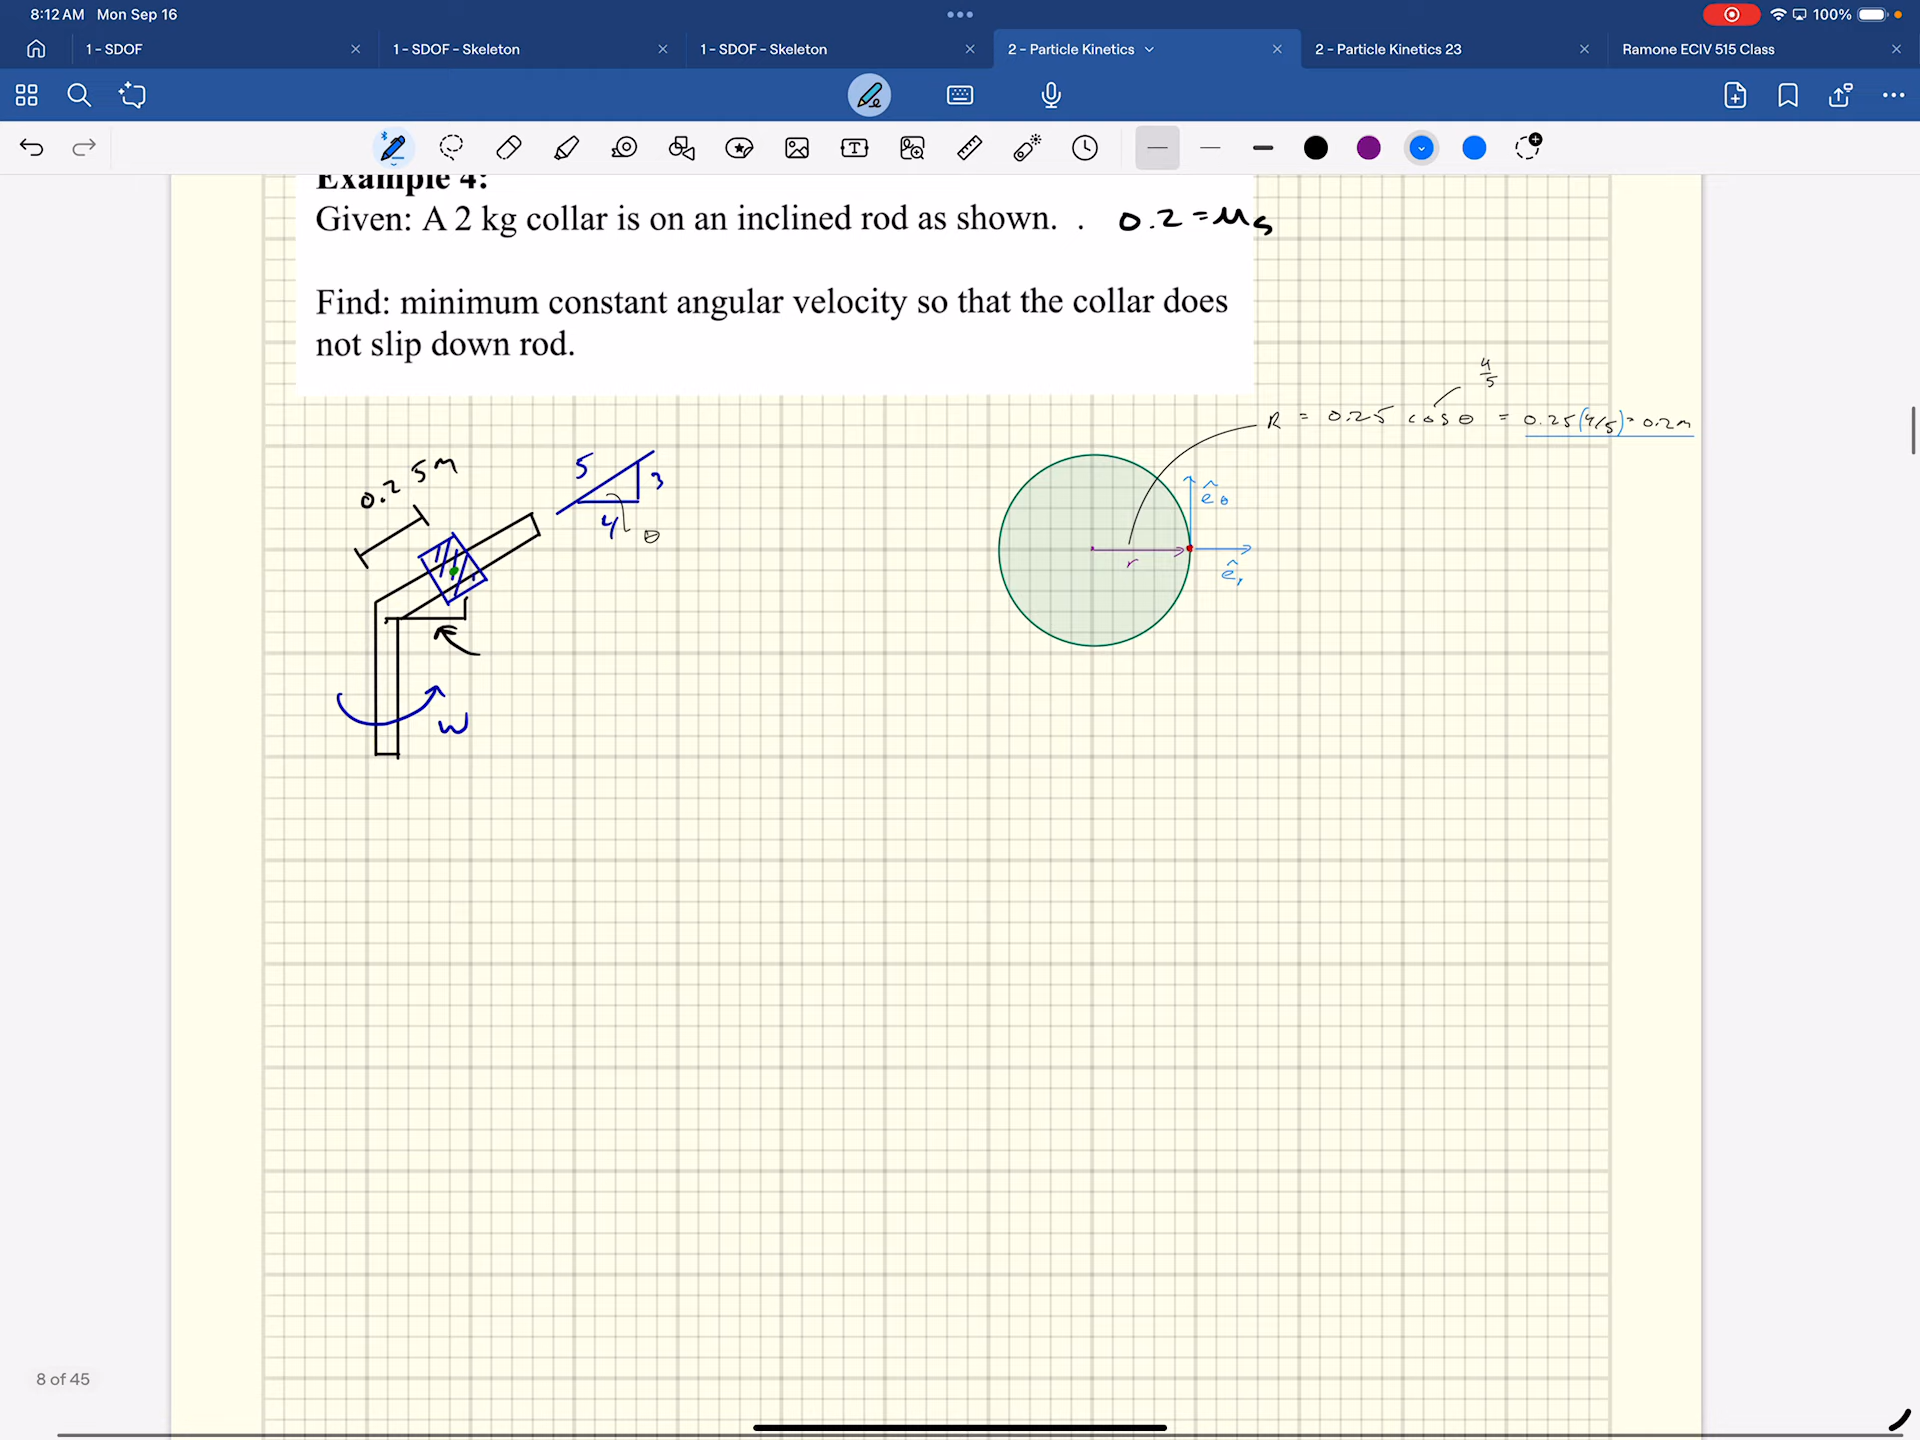 8:12 AM Mon Sep 16
100%
1 - SDOF
1 - SDOF - Skeleton
1 - SDOF - Skeleton
2 - Particle Kinetics
2 - Particle Kinetics 23
Ramone ECIV 515 Class
Example 4:
Given: A 2 kg collar is on an inclined rod as shown. . 0.2 = μs
Find: minimum constant angular velocity so that the collar does
not slip down rod.
4/5
R = 0.25 cos θ = 0.25(4/5) = 0.2m
0.25m
5
3
4
θ
êθ
r
êr
ω
8 of 45